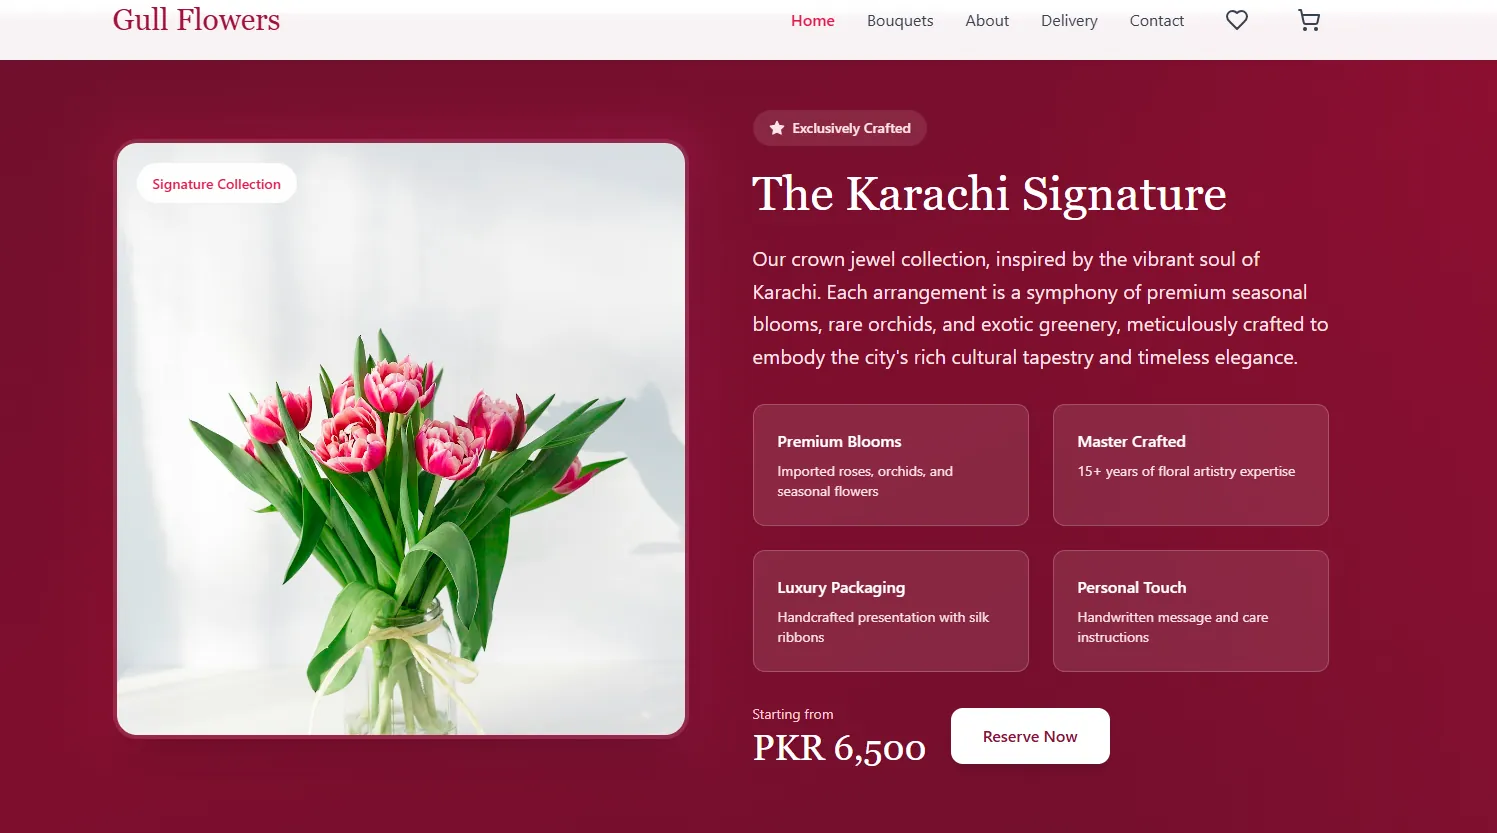 Gull Flowers
Home
Bouquets
About
Delivery
Contact
Signature Collection
Exclusively Crafted
The Karachi Signature
Our crown jewel collection, inspired by the vibrant soul of
Karachi. Each arrangement is a symphony of premium seasonal
blooms, rare orchids, and exotic greenery, meticulously crafted to
embody the city's rich cultural tapestry and timeless elegance.
Premium Blooms
Imported roses, orchids, and
seasonal flowers
Master Crafted
15+ years of floral artistry expertise
Luxury Packaging
Handcrafted presentation with silk
ribbons
Personal Touch
Handwritten message and care
instructions
Starting from
PKR 6,500
Reserve Now